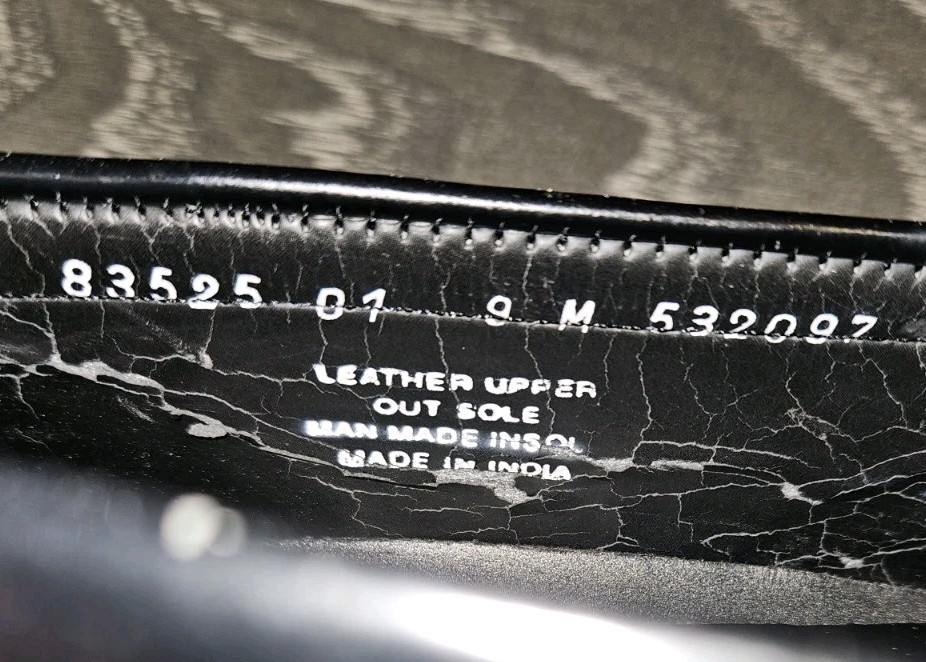 83525 01 9 M 532097
LEATHER UPPER
OUT SOLE
MAN MADE INSOL
MADE IN INDIA